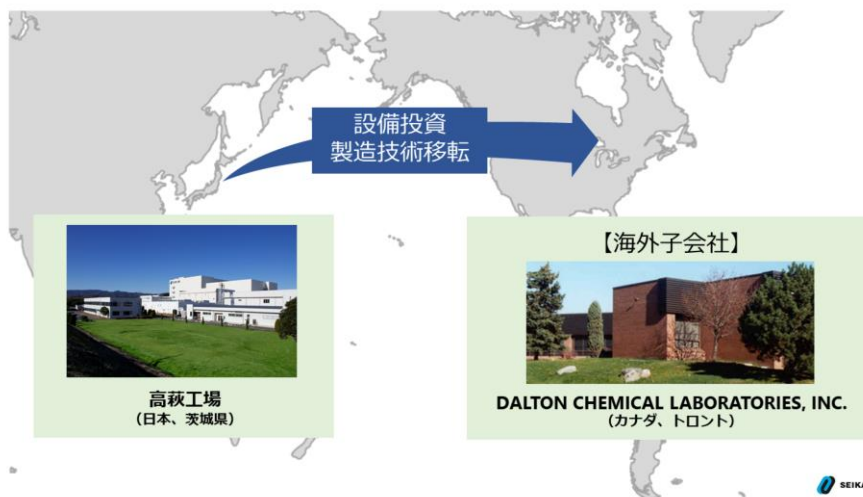 設備投資
製造技術移転
高萩工場
(日本、茨城県)
【海外子会社】
DALTON CHEMICAL LABORATORIES, INC.
(カナダ、トロント)